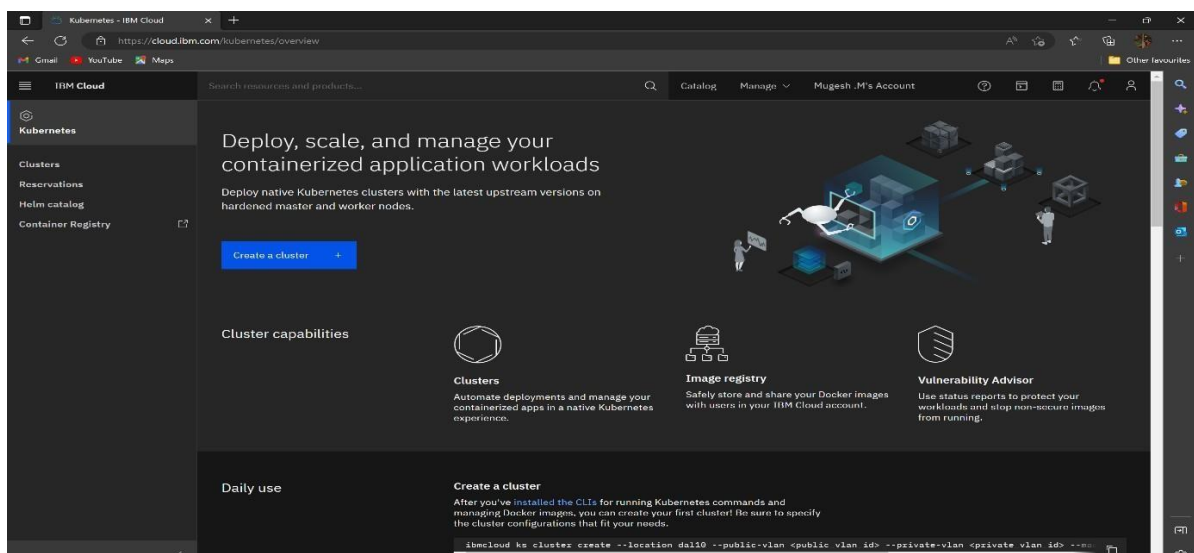 Kubernetes - IBM Cloud
https://cloud.ibm.com/kubernetes/overview
Gmail YouTube Maps Other favourites
IBM Cloud Search resources and products... Catalog Manage Mugesh .M's Account
Kubernetes
Clusters
Reservations
Helm catalog
Container Registry
Deploy, scale, and manage your
containerized application workloads
Deploy native Kubernetes clusters with the latest upstream versions on
hardened master and worker nodes.
Create a cluster +
Cluster capabilities
Clusters
Automate deployments and manage your
containerized apps in a native Kubernetes
experience.
Image registry
Safely store and share your Docker images
with users in your IBM Cloud account.
Vulnerability Advisor
Use status reports to protect your
workloads and stop non-secure images
from running.
Daily use
Create a cluster
After you've installed the CLIs for running Kubernetes commands and
managing Docker images, you can create your first cluster! Be sure to specify
the cluster configurations that fit your needs.
ibmcloud ks cluster create --location dal10 --public-vlan <public vlan id> --private-vlan <private vlan id>